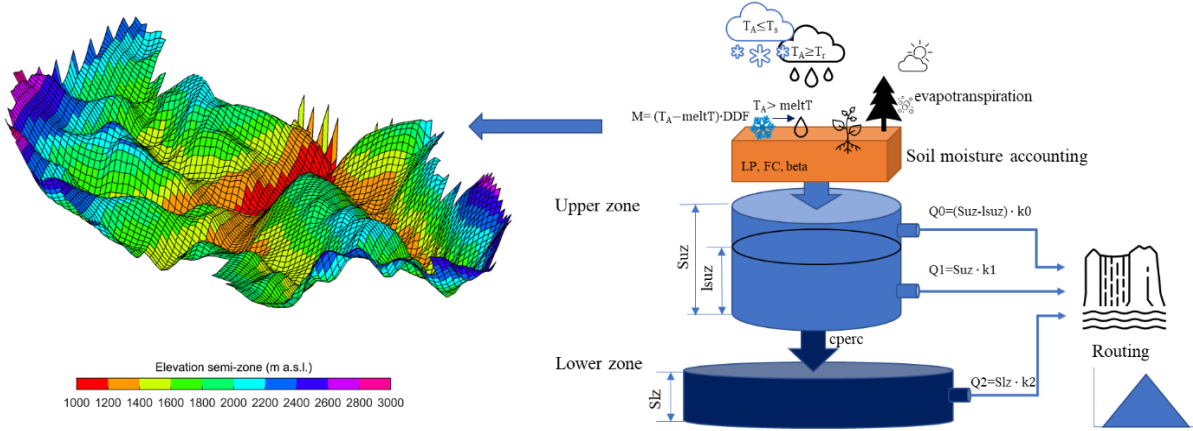 T_A≤T_s
T_A≥T_r
evapotranspiration
T_A> meltT
M= (T_A−meltT)·DDF
Soil moisture accounting
LP, FC, beta
Upper zone
Q0=(Suz-lsuz) · k0
Suz
lsuz
Q1=Suz · k1
cperc
Routing
Lower zone
Q2=Slz · k2
Slz
Elevation semi-zone (m a.s.l.)
1000 1200 1400 1600 1800 2000 2200 2400 2600 2800 3000